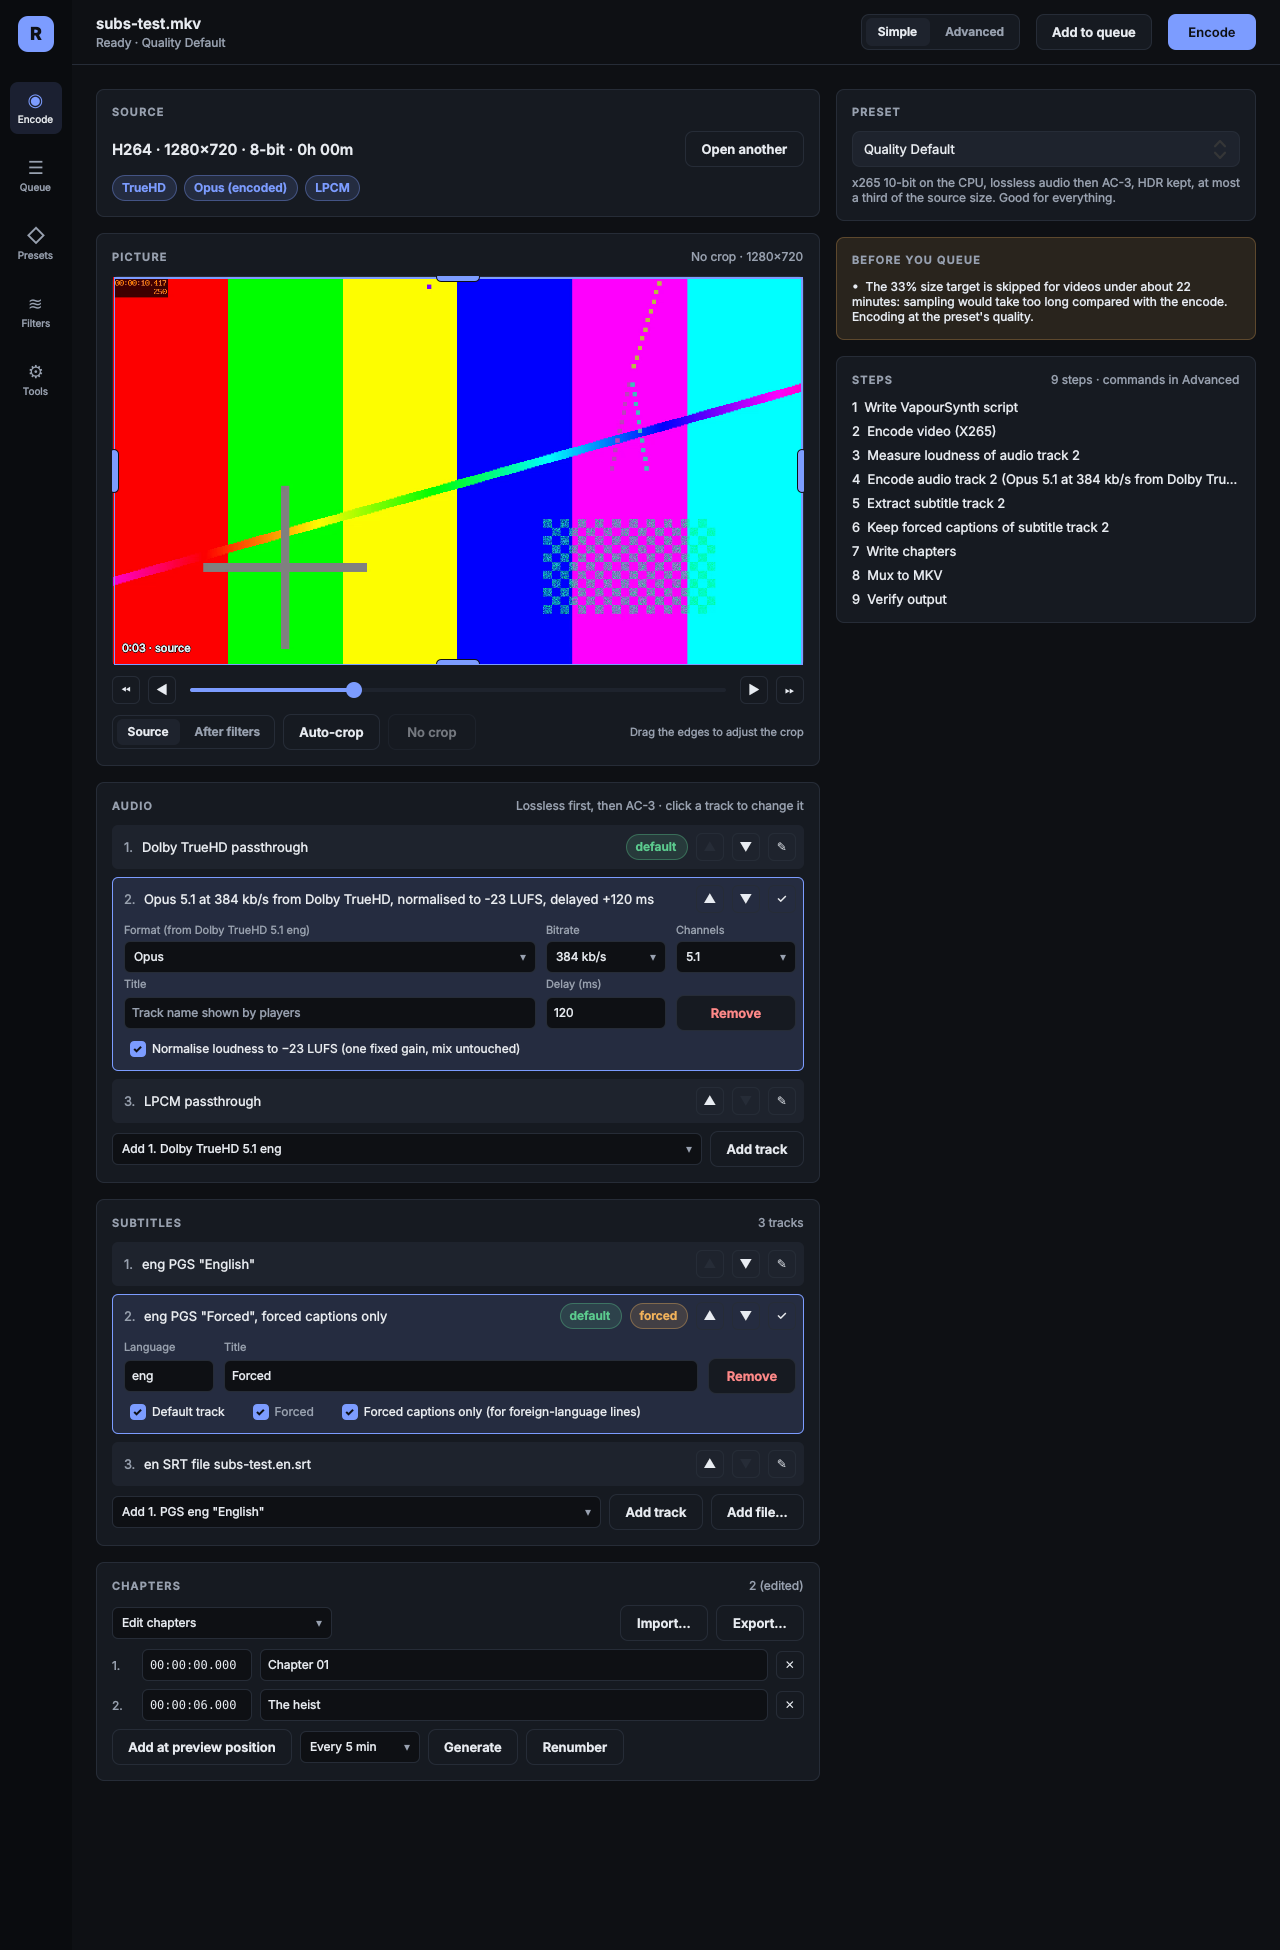 R
Encode
Queue
Presets
Filters
Tools
subs-test.mkv
Ready · Quality Default
Simple
Advanced
Add to queue
Encode
SOURCE
H264 · 1280×720 · 8-bit · 0h 00m
Open another
TrueHD
Opus (encoded)
LPCM
PICTURE
No crop · 1280×720
00:00:10.417
250
0:03 · source
Source
After filters
Auto-crop
No crop
Drag the edges to adjust the crop
AUDIO
Lossless first, then AC-3 · click a track to change it
1. Dolby TrueHD passthrough
default
2. Opus 5.1 at 384 kb/s from Dolby TrueHD, normalised to -23 LUFS, delayed +120 ms
Format (from Dolby TrueHD 5.1 eng)
Bitrate
Channels
Opus
384 kb/s
5.1
Title
Delay (ms)
Track name shown by players
120
Remove
Normalise loudness to −23 LUFS (one fixed gain, mix untouched)
3. LPCM passthrough
Add 1. Dolby TrueHD 5.1 eng
Add track
SUBTITLES
3 tracks
1. eng PGS "English"
2. eng PGS "Forced", forced captions only
default
forced
Language
Title
eng
Forced
Remove
Default track
Forced
Forced captions only (for foreign-language lines)
3. en SRT file subs-test.en.srt
Add 1. PGS eng "English"
Add track
Add file...
CHAPTERS
2 (edited)
Edit chapters
Import...
Export...
1. 00:00:00.000 Chapter 01
2. 00:00:06.000 The heist
Add at preview position
Every 5 min
Generate
Renumber
PRESET
Quality Default
x265 10-bit on the CPU, lossless audio then AC-3, HDR kept, at most
a third of the source size. Good for everything.
BEFORE YOU QUEUE
• The 33% size target is skipped for videos under about 22
minutes: sampling would take too long compared with the encode.
Encoding at the preset's quality.
STEPS
9 steps · commands in Advanced
1 Write VapourSynth script
2 Encode video (X265)
3 Measure loudness of audio track 2
4 Encode audio track 2 (Opus 5.1 at 384 kb/s from Dolby Tru...
5 Extract subtitle track 2
6 Keep forced captions of subtitle track 2
7 Write chapters
8 Mux to MKV
9 Verify output